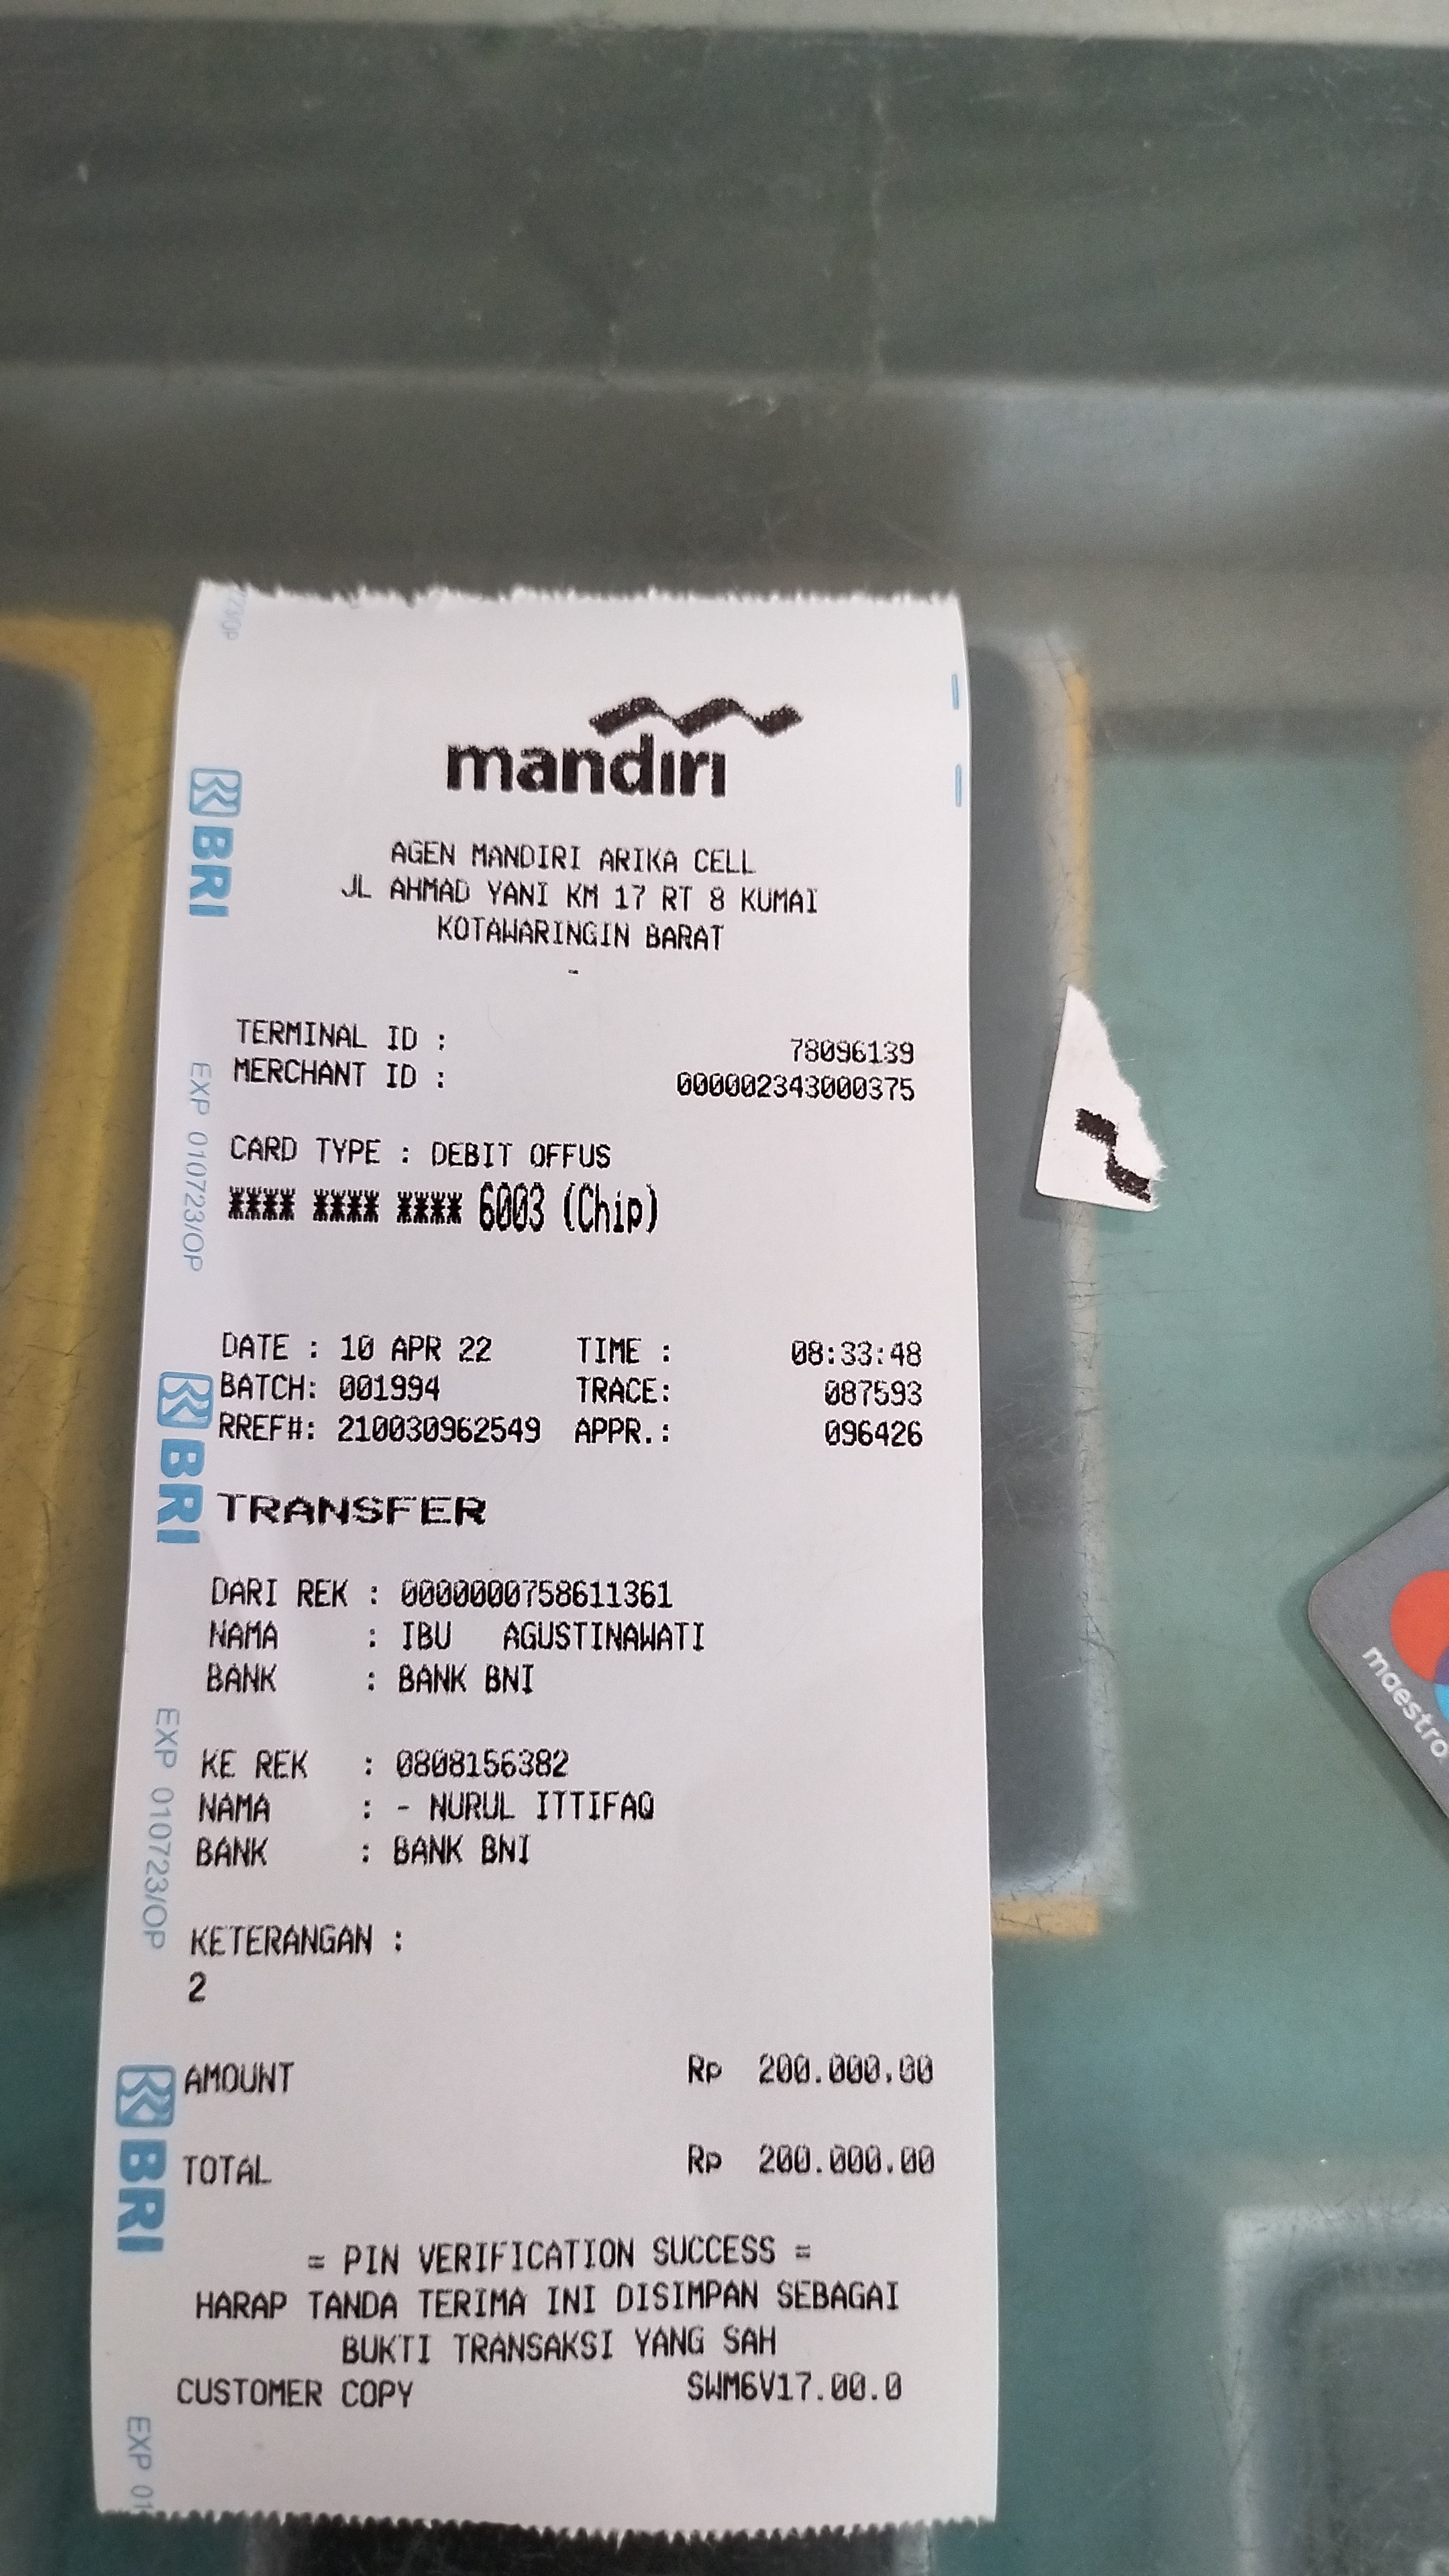 mandiri
AGEN MANDIRI ARIKA CELL
JL AHMAD YANI KM 17 RT 8 KUMAI
KOTAWARINGIN BARAT
-
TERMINAL ID : 78096139
MERCHANT ID : 000002343000375
CARD TYPE : DEBIT OFFUS
**** **** **** 6003 (Chip)
DATE : 10 APR 22 TIME : 08:33:48
BATCH: 001994 TRACE: 087593
RREF#: 210030962549 APPR.: 096426
TRANSFER
DARI REK : 0000000758611361
NAMA : IBU AGUSTINAWATI
BANK : BANK BNI
KE REK : 0808156382
NAMA : - NURUL ITTIFAQ
BANK : BANK BNI
KETERANGAN :
2
AMOUNT Rp 200.000,00
TOTAL Rp 200.000,00
= PIN VERIFICATION SUCCESS =
HARAP TANDA TERIMA INI DISIMPAN SEBAGAI
BUKTI TRANSAKSI YANG SAH
CUSTOMER COPY SWM6V17.00.0
723/OP
BRI
EXP 010723/OP
BRI
EXP 010723/OP
BRI
EXP 01
maestro